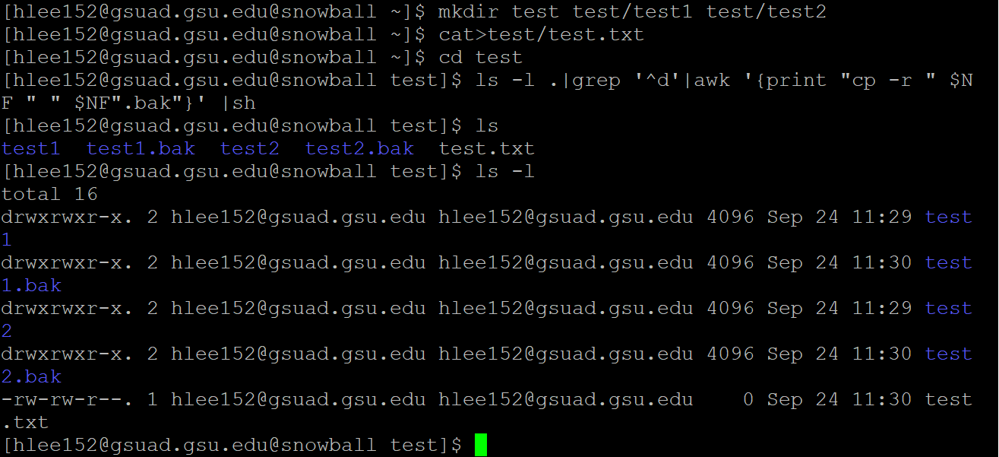 [hlee152@gsuad.gsu.edu@snowball ~]$ mkdir test test/test1 test/test2
[hlee152@gsuad.gsu.edu@snowball ~]$ cat>test/test.txt
[hlee152@gsuad.gsu.edu@snowball ~]$ cd test
[hlee152@gsuad.gsu.edu@snowball test]$ ls -l .|grep '^d'|awk '{print "cp -r " $N
F " " $NF".bak"}' |sh
[hlee152@gsuad.gsu.edu@snowball test]$ ls
test1  test1.bak  test2  test2.bak  test.txt
[hlee152@gsuad.gsu.edu@snowball test]$ ls -l
total 16
drwxrwxr-x. 2 hlee152@gsuad.gsu.edu hlee152@gsuad.gsu.edu 4096 Sep 24 11:29 test
1
drwxrwxr-x. 2 hlee152@gsuad.gsu.edu hlee152@gsuad.gsu.edu 4096 Sep 24 11:30 test
1.bak
drwxrwxr-x. 2 hlee152@gsuad.gsu.edu hlee152@gsuad.gsu.edu 4096 Sep 24 11:29 test
2
drwxrwxr-x. 2 hlee152@gsuad.gsu.edu hlee152@gsuad.gsu.edu 4096 Sep 24 11:30 test
2.bak
-rw-rw-r--. 1 hlee152@gsuad.gsu.edu hlee152@gsuad.gsu.edu    0 Sep 24 11:30 test
.txt
[hlee152@gsuad.gsu.edu@snowball test]$